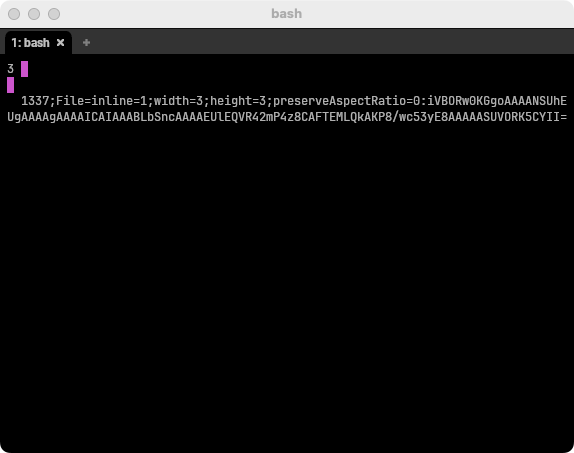 bash
1: bash × +
3
1337;File=inline=1;width=3;height=3;preserveAspectRatio=0:iVBORw0KGgoAAAANSUhE
UgAAAAgAAAAICAIAAABLbSncAAAAEUlEQVR42mP4z8CAFTEMLQkAKP8/wc53yE8AAAAASUVORK5CYII=